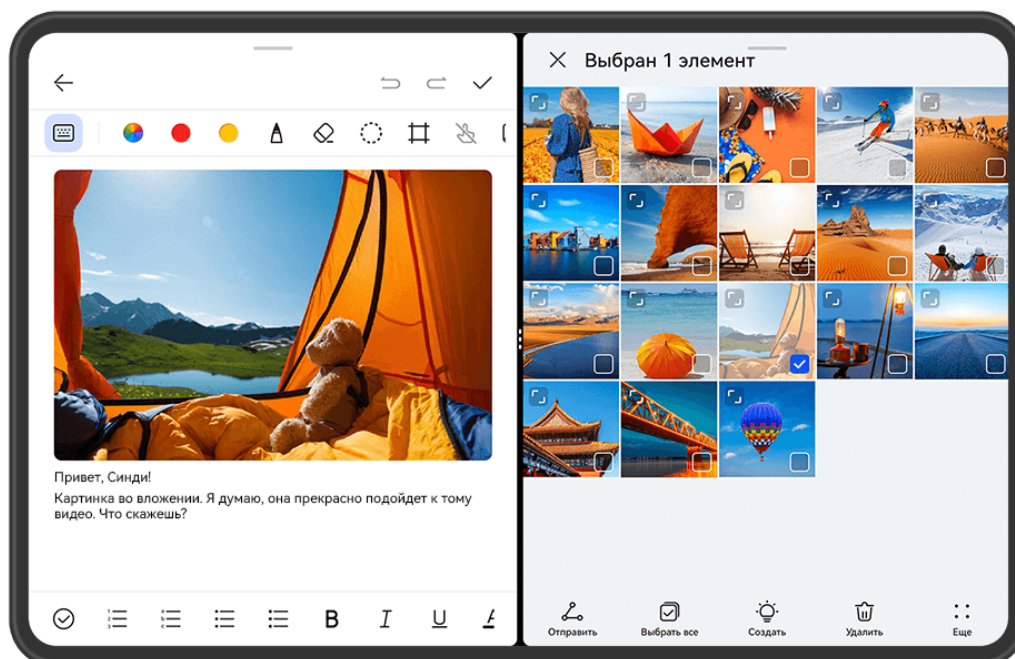 Выбран 1 элемент
Привет, Синди!
Картинка во вложении. Я думаю, она прекрасно подойдет к тому
видео. Что скажешь?
B I U A
Отправить
Выбрать все
Создать
Удалить
Еще